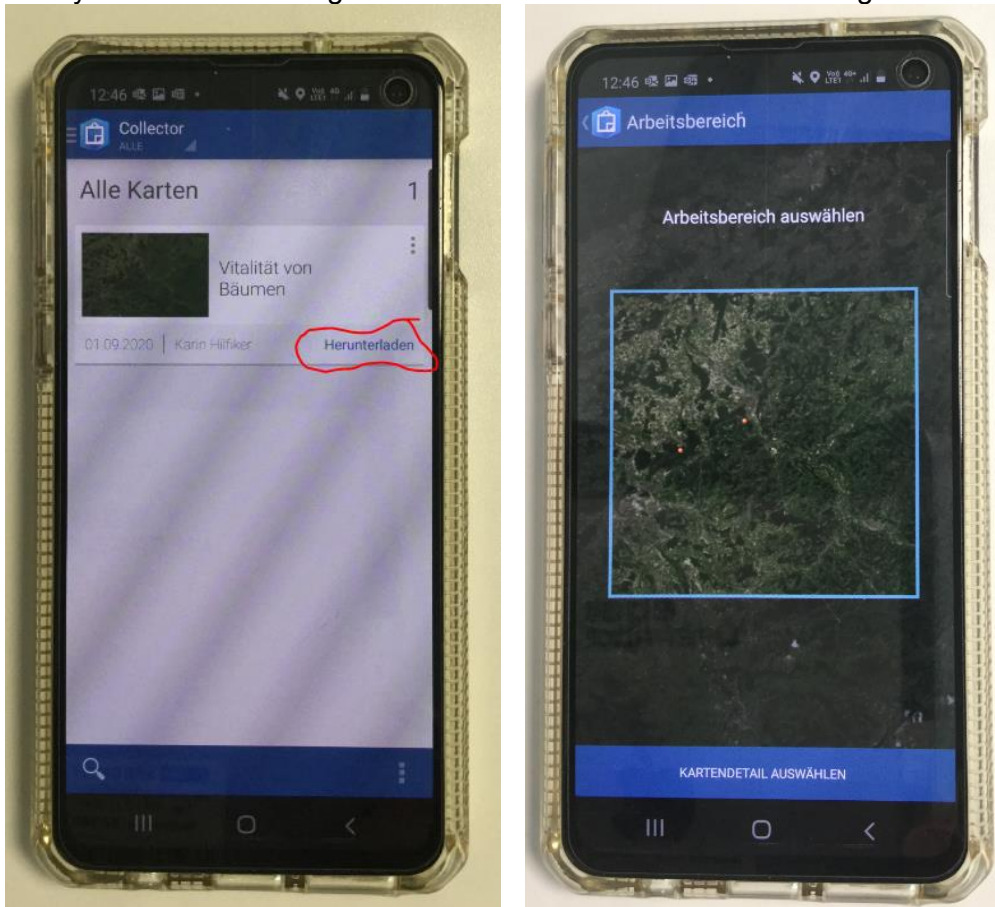 12:46
Collector
ALLE
Alle Karten 1
Vitalität von
Bäumen
01.09.2020 | Karin Hilfiker Herunterladen
12:46
Arbeitsbereich
Arbeitsbereich auswählen
KARTENDETAIL AUSWÄHLEN